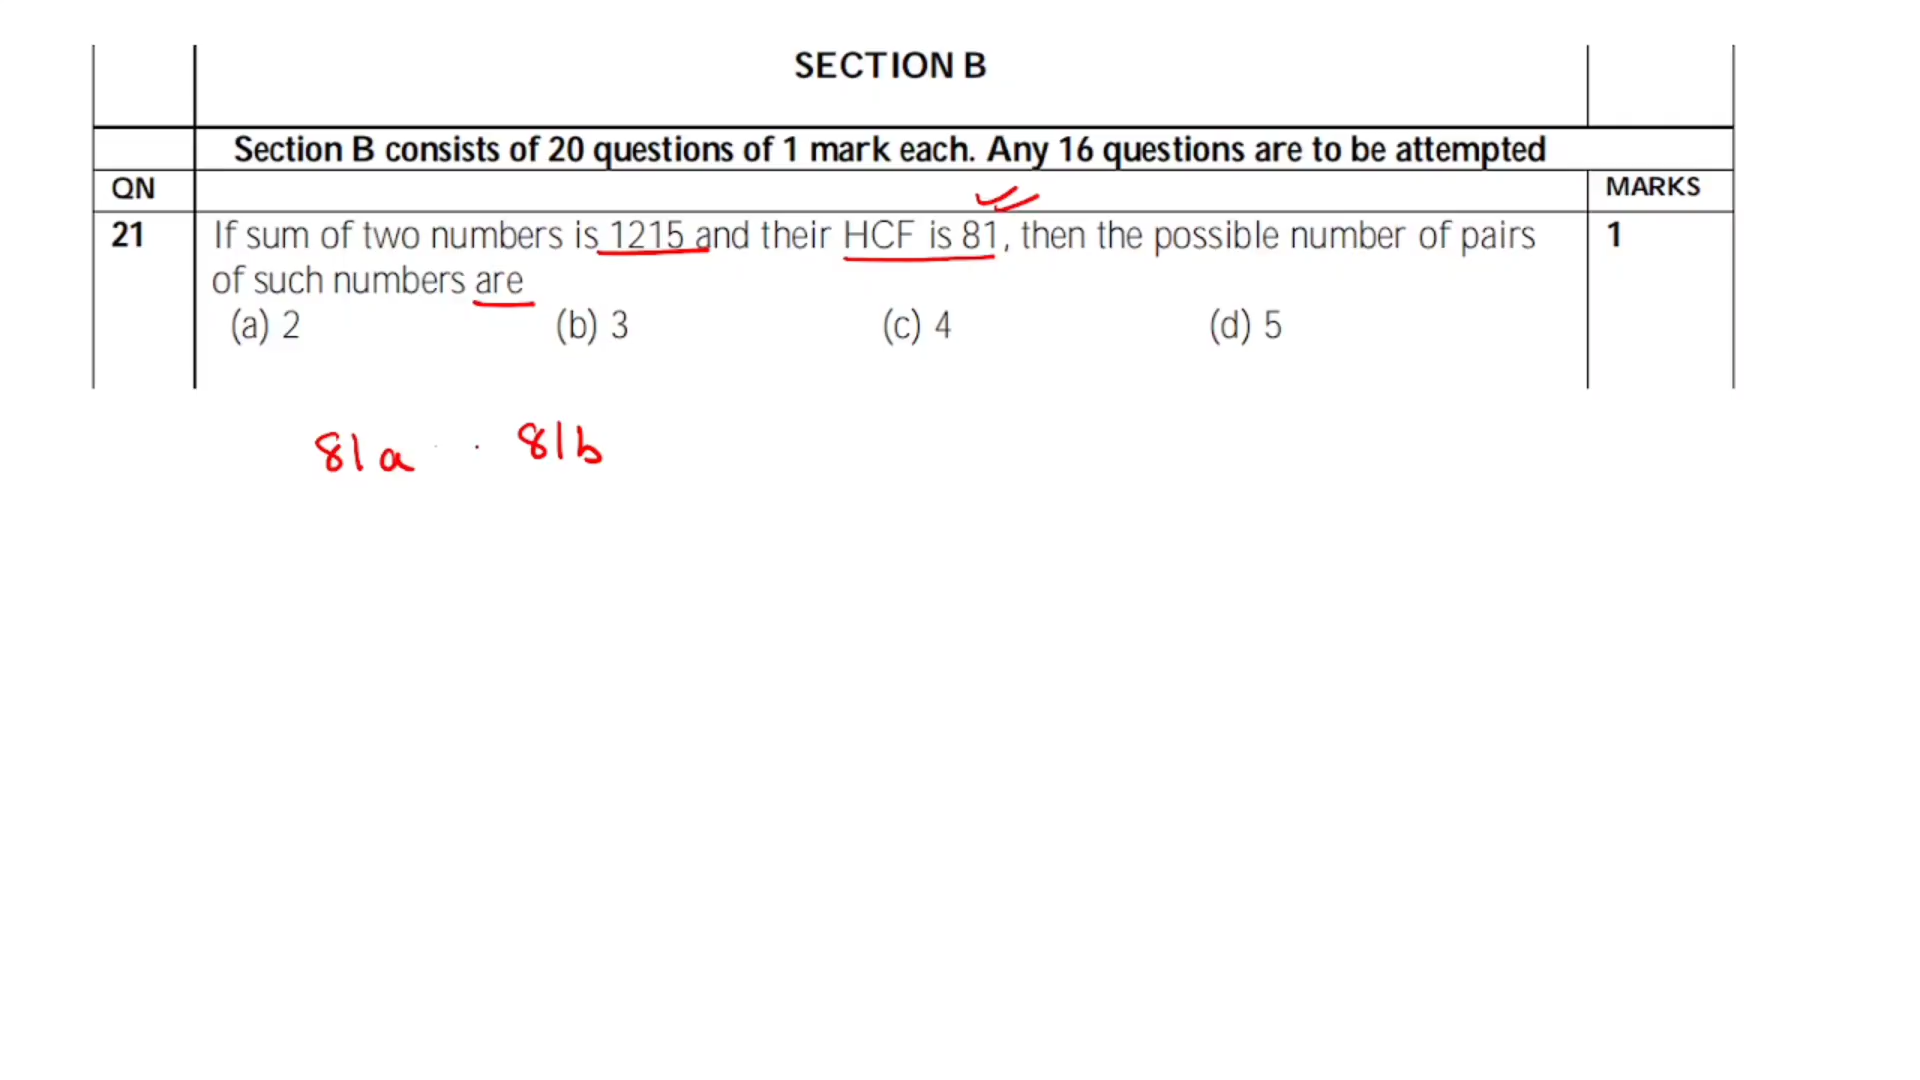 SECTION B
Section B consists of 20 questions of 1 mark each. Any 16 questions are to be attempted
QN MARKS
21 If sum of two numbers is 1215 and their HCF is 81, then the possible number of pairs 1
of such numbers are
(a) 2 (b) 3 (c) 4 (d) 5
81a 81b